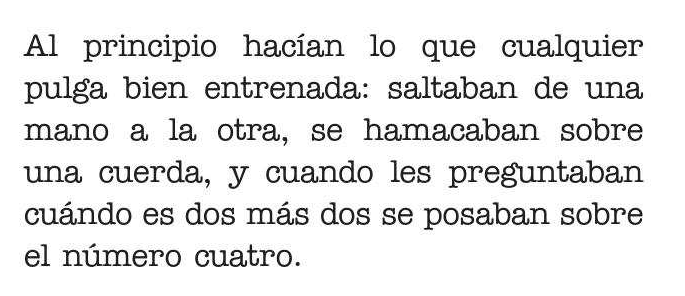 Al principio hacían lo que cualquier
pulga bien entrenada: saltaban de una
mano a la otra, se hamacaban sobre
una cuerda, y cuando les preguntaban
cuándo es dos más dos se posaban sobre
el número cuatro.